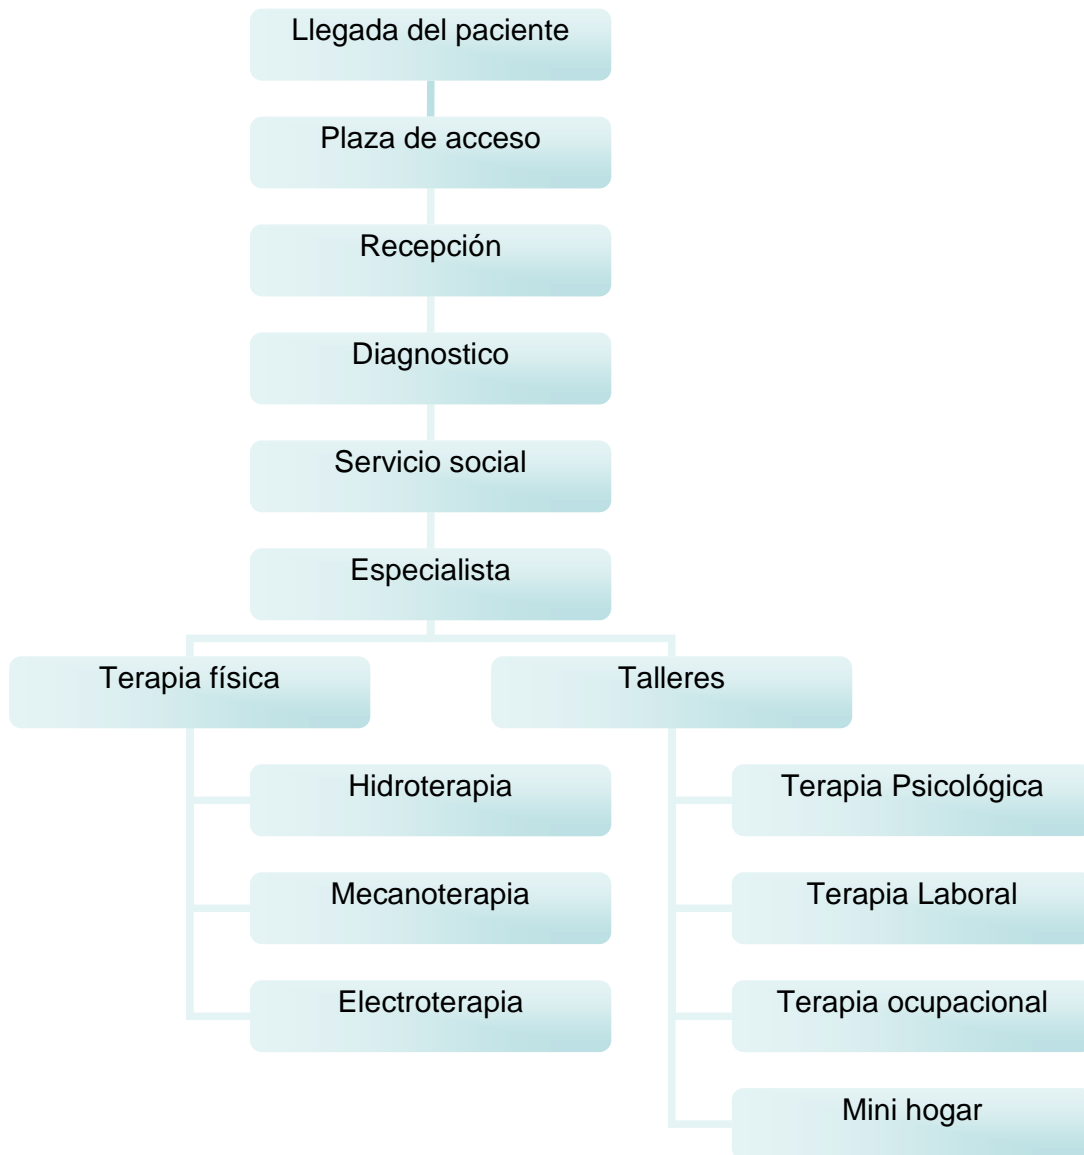 Llegada del paciente
Plaza de acceso
Recepción
Diagnostico
Servicio social
Especialista
Terapia física
Talleres
Hidroterapia
Terapia Psicológica
Mecanoterapia
Terapia Laboral
Electroterapia
Terapia ocupacional
Mini hogar